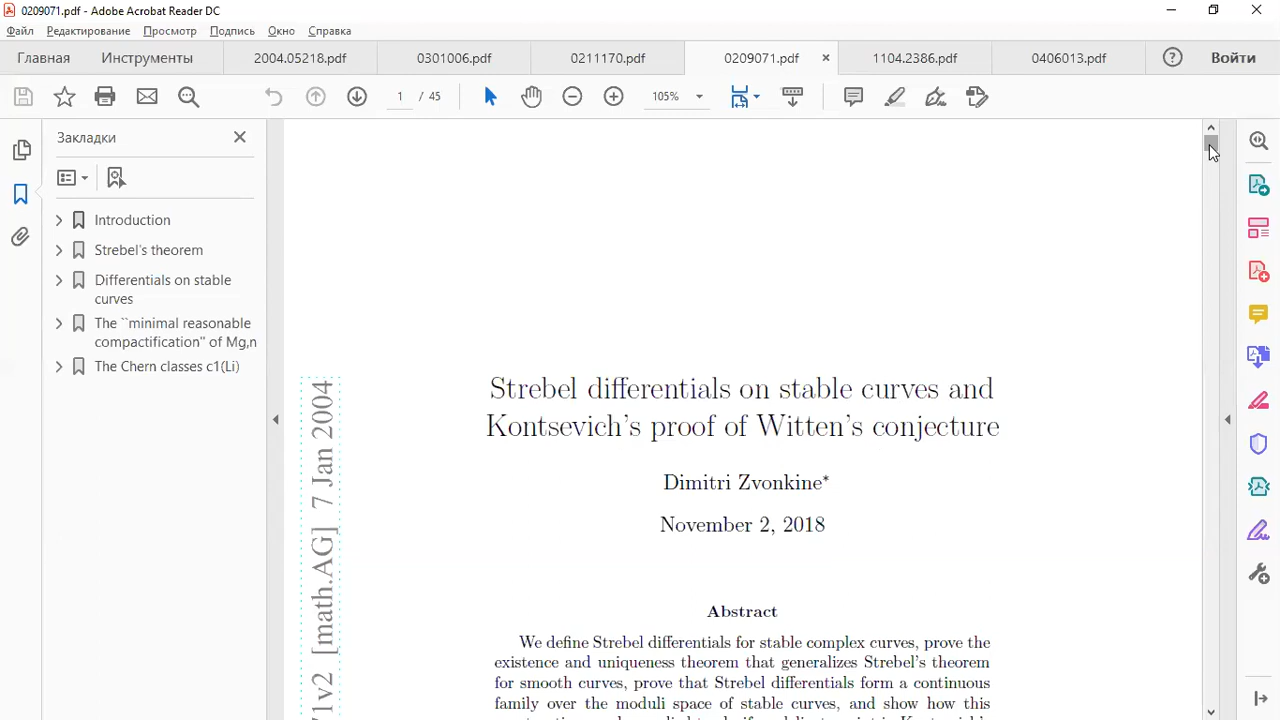 0209071.pdf - Adobe Acrobat Reader DC
Файл Редактирование Просмотр Подпись Окно Справка
Главная Инструменты 2004.05218.pdf 0301006.pdf 0211170.pdf 0209071.pdf × 1104.2386.pdf 0406013.pdf Войти
1 / 45 105%
Закладки
Introduction
Strebel's theorem
Differentials on stable
curves
The ``minimal reasonable
compactification'' of Mg,n
The Chern classes c1(Li)
71v2 [math.AG] 7 Jan 2004
Strebel differentials on stable curves and
Kontsevich's proof of Witten's conjecture
Dimitri Zvonkine*
November 2, 2018
Abstract
We define Strebel differentials for stable complex curves, prove the
existence and uniqueness theorem that generalizes Strebel's theorem
for smooth curves, prove that Strebel differentials form a continuous
family over the moduli space of stable curves, and show how this